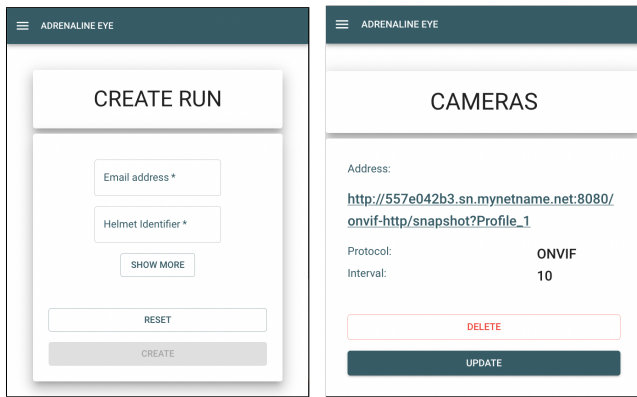 ADRENALINE EYE
CREATE RUN
Email address *
Helmet Identifier *
SHOW MORE
RESET
CREATE
ADRENALINE EYE
CAMERAS
Address:
http://557e042b3.sn.mynetname.net:8080/
onvif-http/snapshot?Profile_1
Protocol: ONVIF
Interval: 10
DELETE
UPDATE